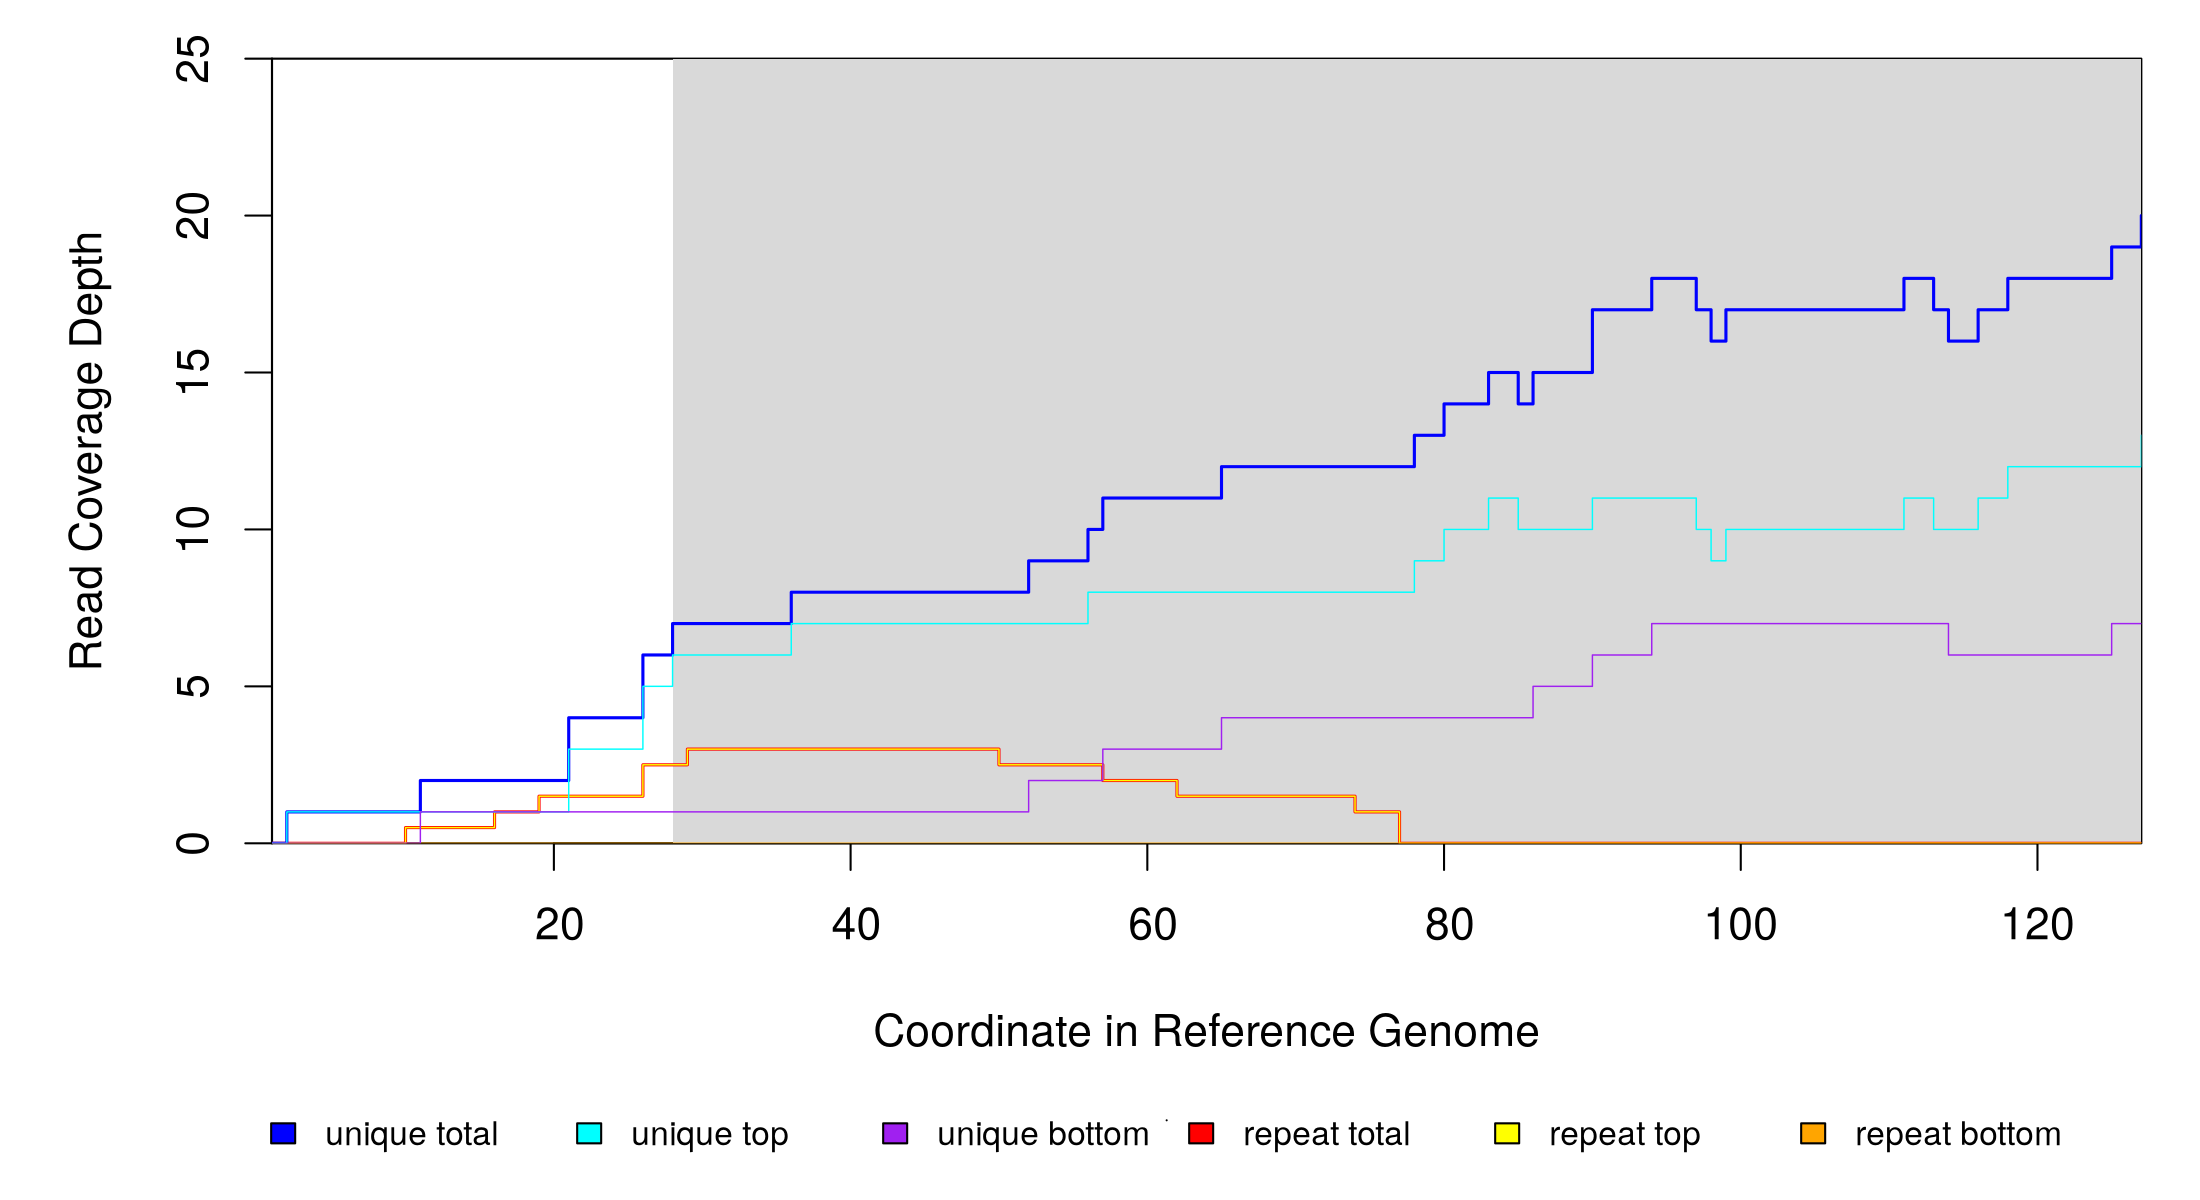 25
20
15
10
5
0
Read Coverage Depth
20 40 60 80 100 120
Coordinate in Reference Genome
unique total unique top unique bottom repeat total repeat top repeat bottom